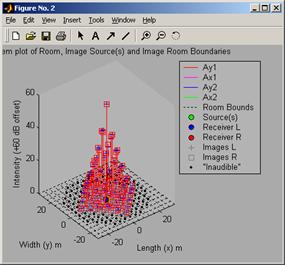 Figure No. 2
File Edit Tools Window Help
em plot of Room, Image Source(s) and Image Room Boundaries
Ay1
Ax1
Ay2
Ax2
Room Bounds
Source(s)
Receiver L
Receiver R
Images L
Images R
"Inaudible"
Intensity (+60 dB offset)
60
40
20
0
20
0
-20
Width (y) m
-20
0
20
Length (x) m